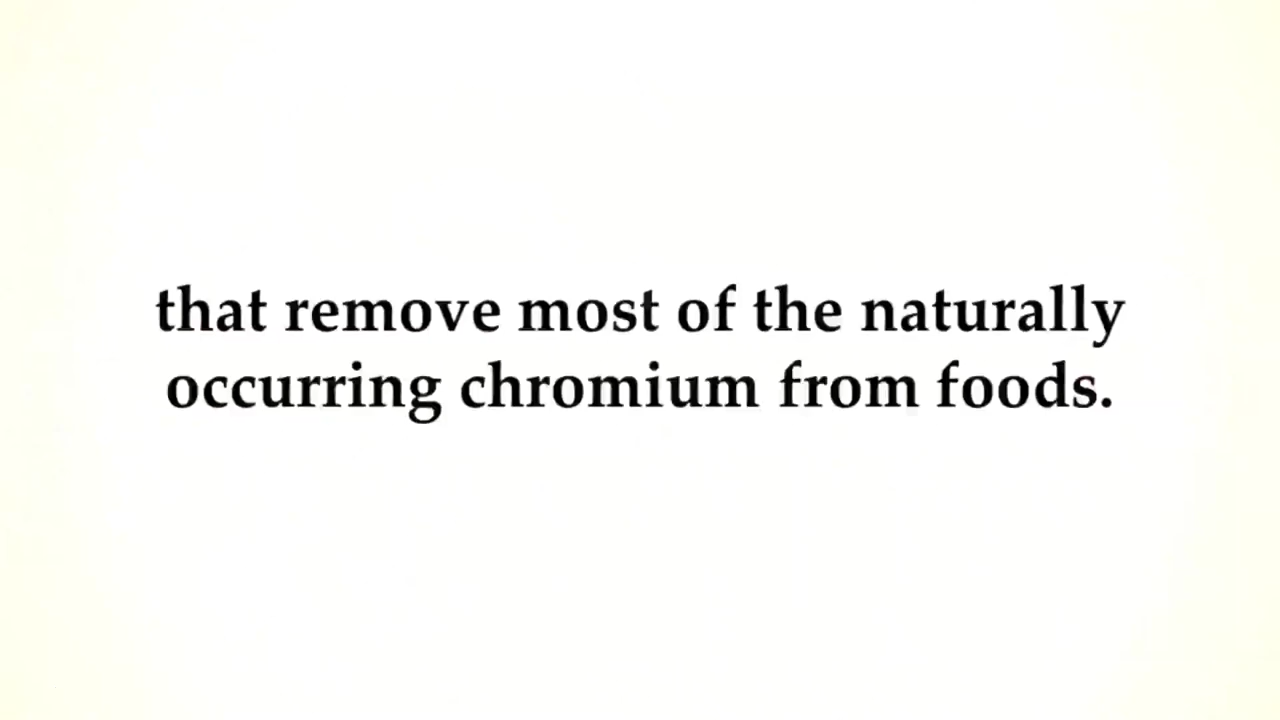 that remove most of the naturally
occurring chromium from foods.